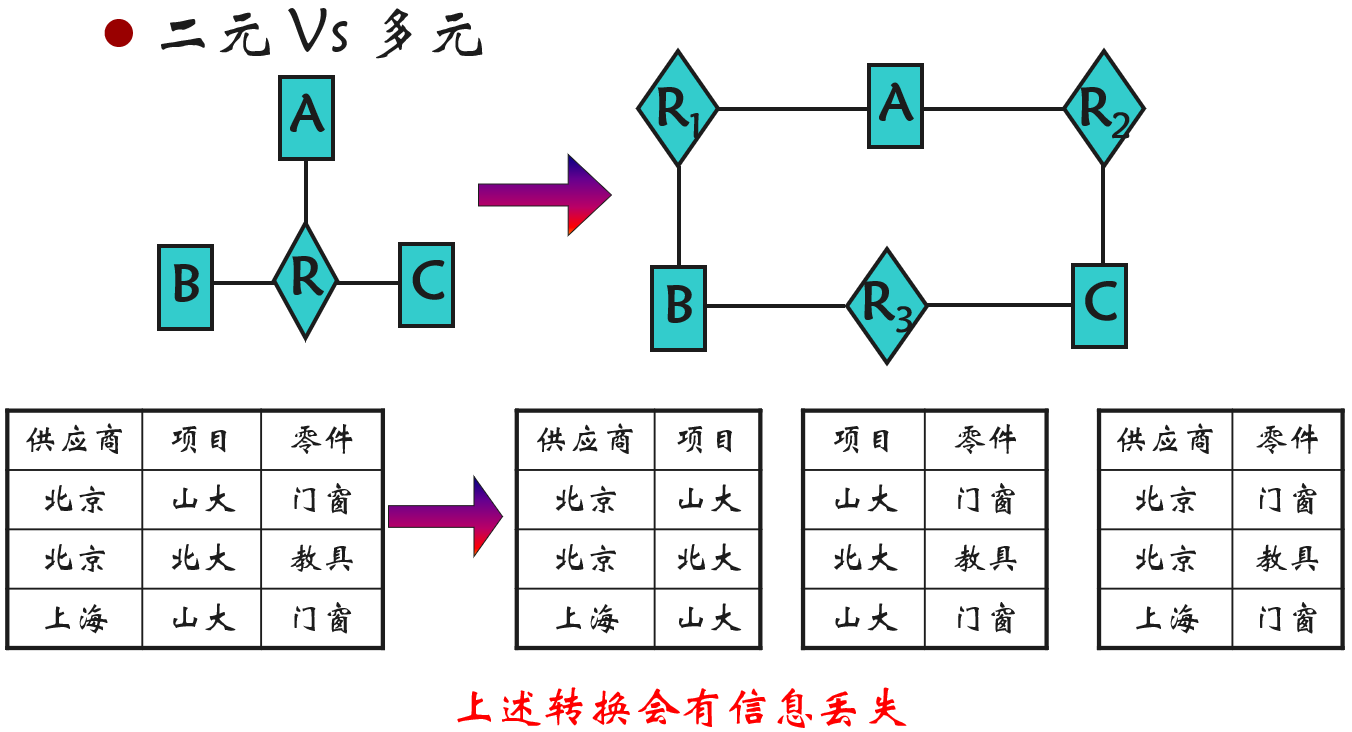 二元 Vs 多元
A
B R C
R1 A R2
B R3 C
供应商 项目 零件
北京 山大 门窗
北京 北大 教具
上海 山大 门窗
供应商 项目
北京 山大
北京 北大
上海 山大
项目 零件
山大 门窗
北大 教具
山大 门窗
供应商 零件
北京 门窗
北京 教具
上海 门窗
上述转换会有信息丢失